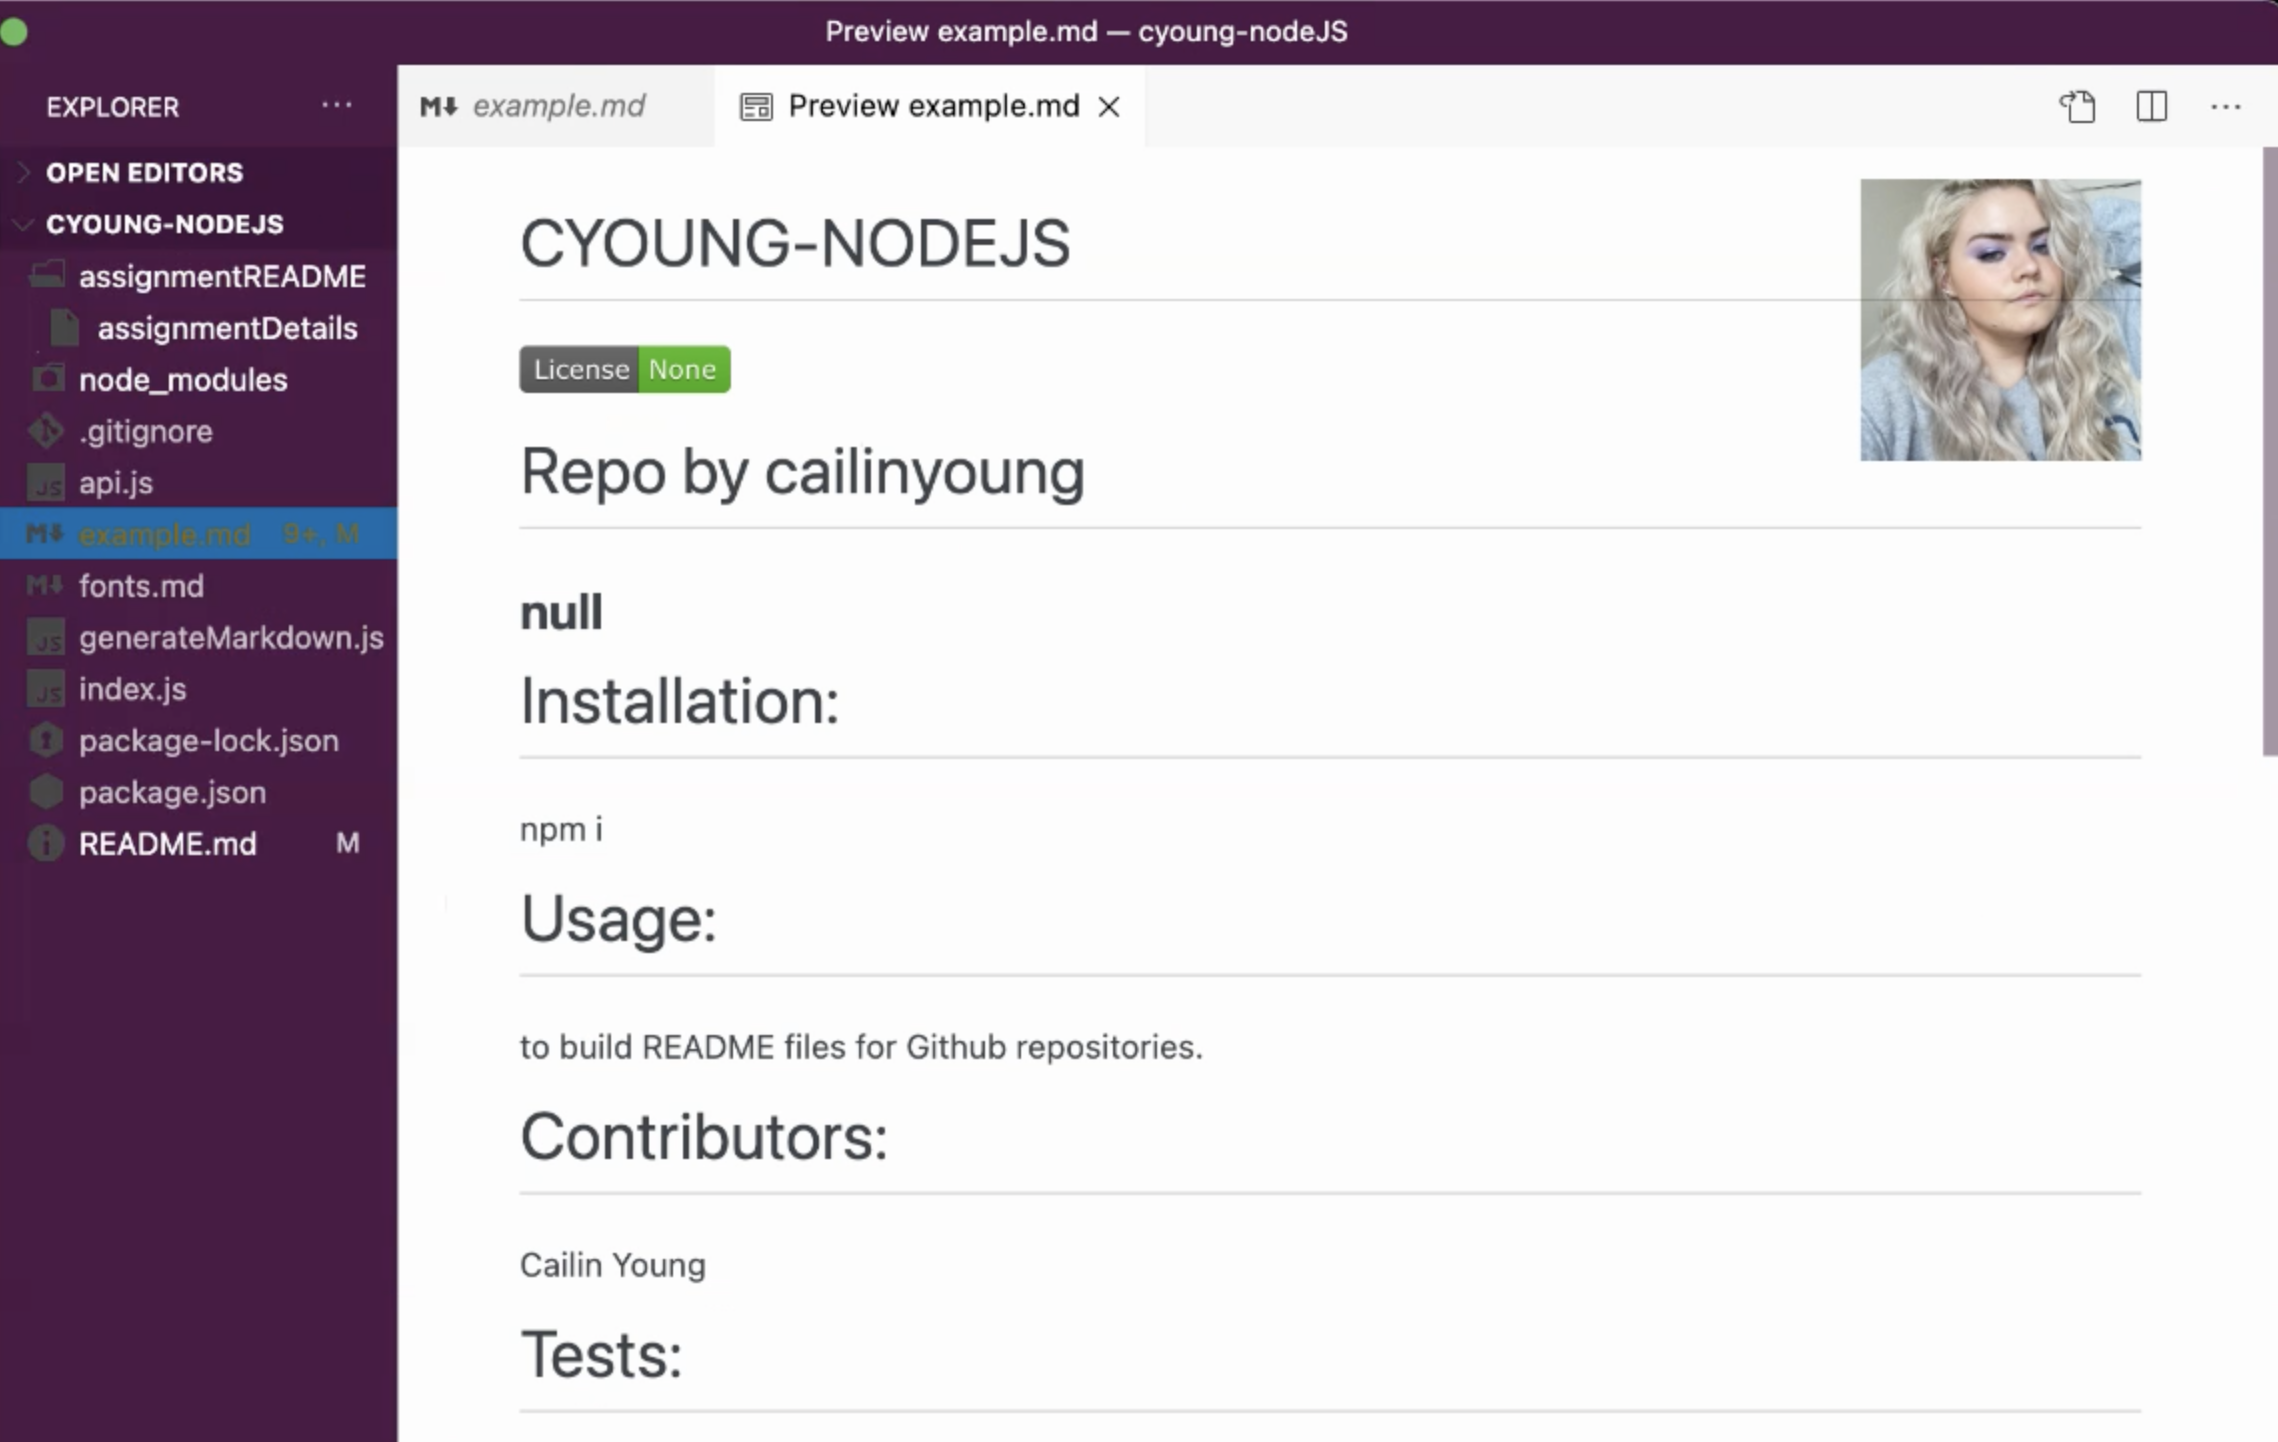 Preview example.md — cyoung-nodeJS
EXPLORER
OPEN EDITORS
CYOUNG-NODEJS
assignmentREADME
assignmentDetails
node_modules
.gitignore
JS api.js
M example.md 9+, M
M fonts.md
JS generateMarkdown.js
JS index.js
package-lock.json
package.json
README.md M
M example.md
Preview example.md
CYOUNG-NODEJS
License None
Repo by cailinyoung
null
Installation:
npm i
Usage:
to build README files for Github repositories.
Contributors:
Cailin Young
Tests: